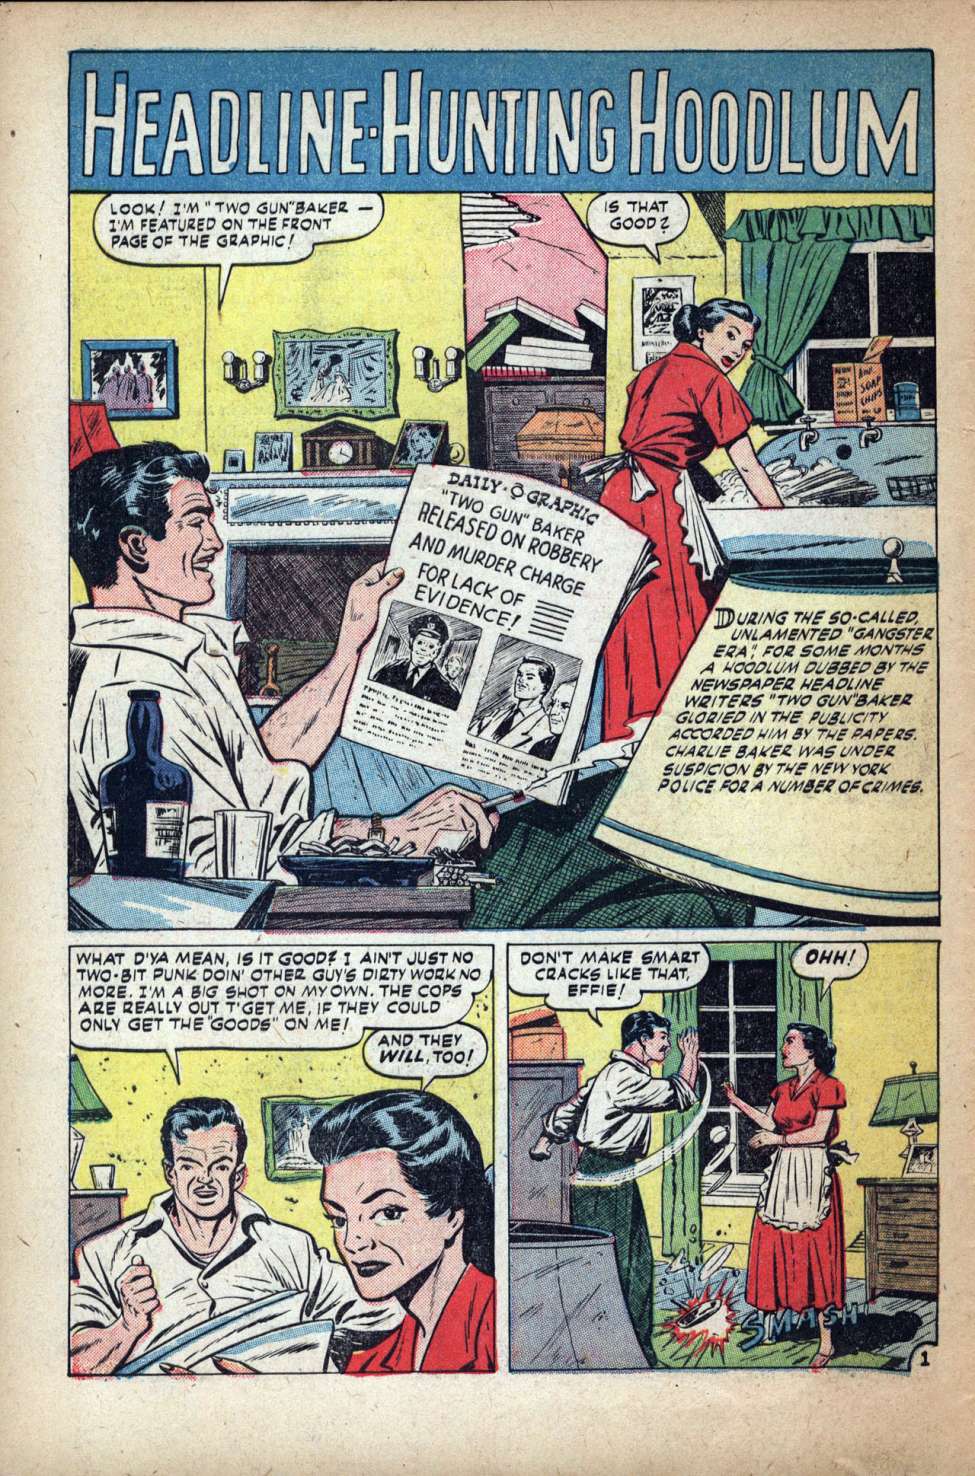 HEADLINE-HUNTING HOODLUM
LOOK! I'M "TWO GUN" BAKER —
I'M FEATURED ON THE FRONT
PAGE OF THE GRAPHIC!
IS THAT
GOOD?
SOAP
CHIPS
DAILY GRAPHIC
"TWO GUN" BAKER
RELEASED ON ROBBERY
AND MURDER CHARGE
FOR LACK OF
EVIDENCE!
DURING THE SO-CALLED,
UNLAMENTED "GANGSTER
ERA", FOR SOME MONTHS
A HOODLUM DUBBED BY THE
NEWSPAPER HEADLINE
WRITERS "TWO GUN" BAKER
GLORIED IN THE PUBLICITY
ACCORDED HIM BY THE PAPERS.
CHARLIE BAKER WAS UNDER
SUSPICION BY THE NEW YORK
POLICE FOR A NUMBER OF CRIMES.
WHAT D'YA MEAN, IS IT GOOD? I AIN'T JUST NO
TWO-BIT PUNK DOIN' OTHER GUY'S DIRTY WORK NO
MORE. I'M A BIG SHOT ON MY OWN. THE COPS
ARE REALLY OUT T'GET ME, IF THEY COULD
ONLY GET THE "GOODS" ON ME!
AND THEY
WILL, TOO!
DON'T MAKE SMART
CRACKS LIKE THAT,
EFFIE!
OHH!
SMASH
1